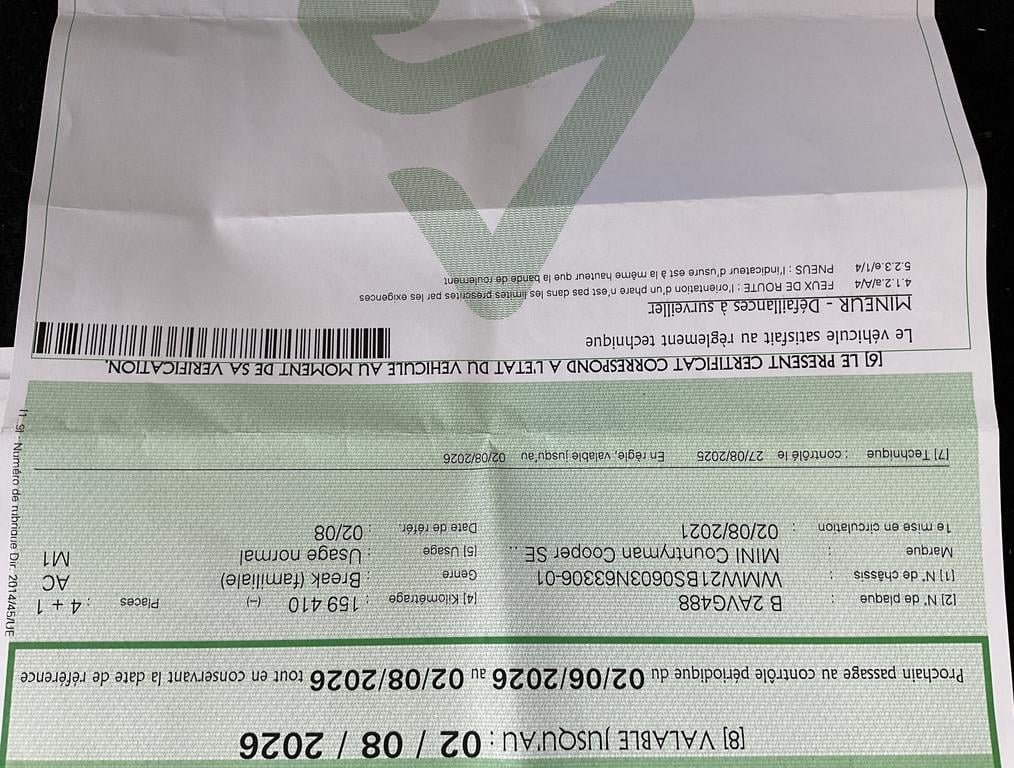 [8] VALABLE JUSQU'AU : 02 / 08 / 2026
Prochain passage au contrôle périodique du 02/06/2026 au 02/08/2026 tout en conservant la date de référence
[2] N° de plaque : B 2AVG488 [4] Kilométrage : 159 410 (--) Places : 4 + 1
[1] N° de châssis : WMW21BS0603N63306-01 Genre : Break (familiale) AC
Marque : MINI Countryman Cooper SE .. [5] Usage : Usage normal M1
1e mise en circulation : 02/08/2021 Date de référ. : 02/08
[7] Technique : contrôlé le 27/08/2025 En règle, valable jusqu'au 02/08/2026
[1 - 9] - Numéro de rubrique Dir. 2014/45/UE
[6] LE PRESENT CERTIFICAT CORRESPOND A L'ETAT DU VEHICULE AU MOMENT DE SA VERIFICATION.
Le véhicule satisfait au règlement technique
MINEUR - Défaillances à surveiller
4.1.2.a/A/4 FEUX DE ROUTE : l'orientation d'un phare n'est pas dans les limites prescrites par les exigences
5.2.3.e/1/4 PNEUS : l'indicateur d'usure est à la même hauteur que la bande de roulement